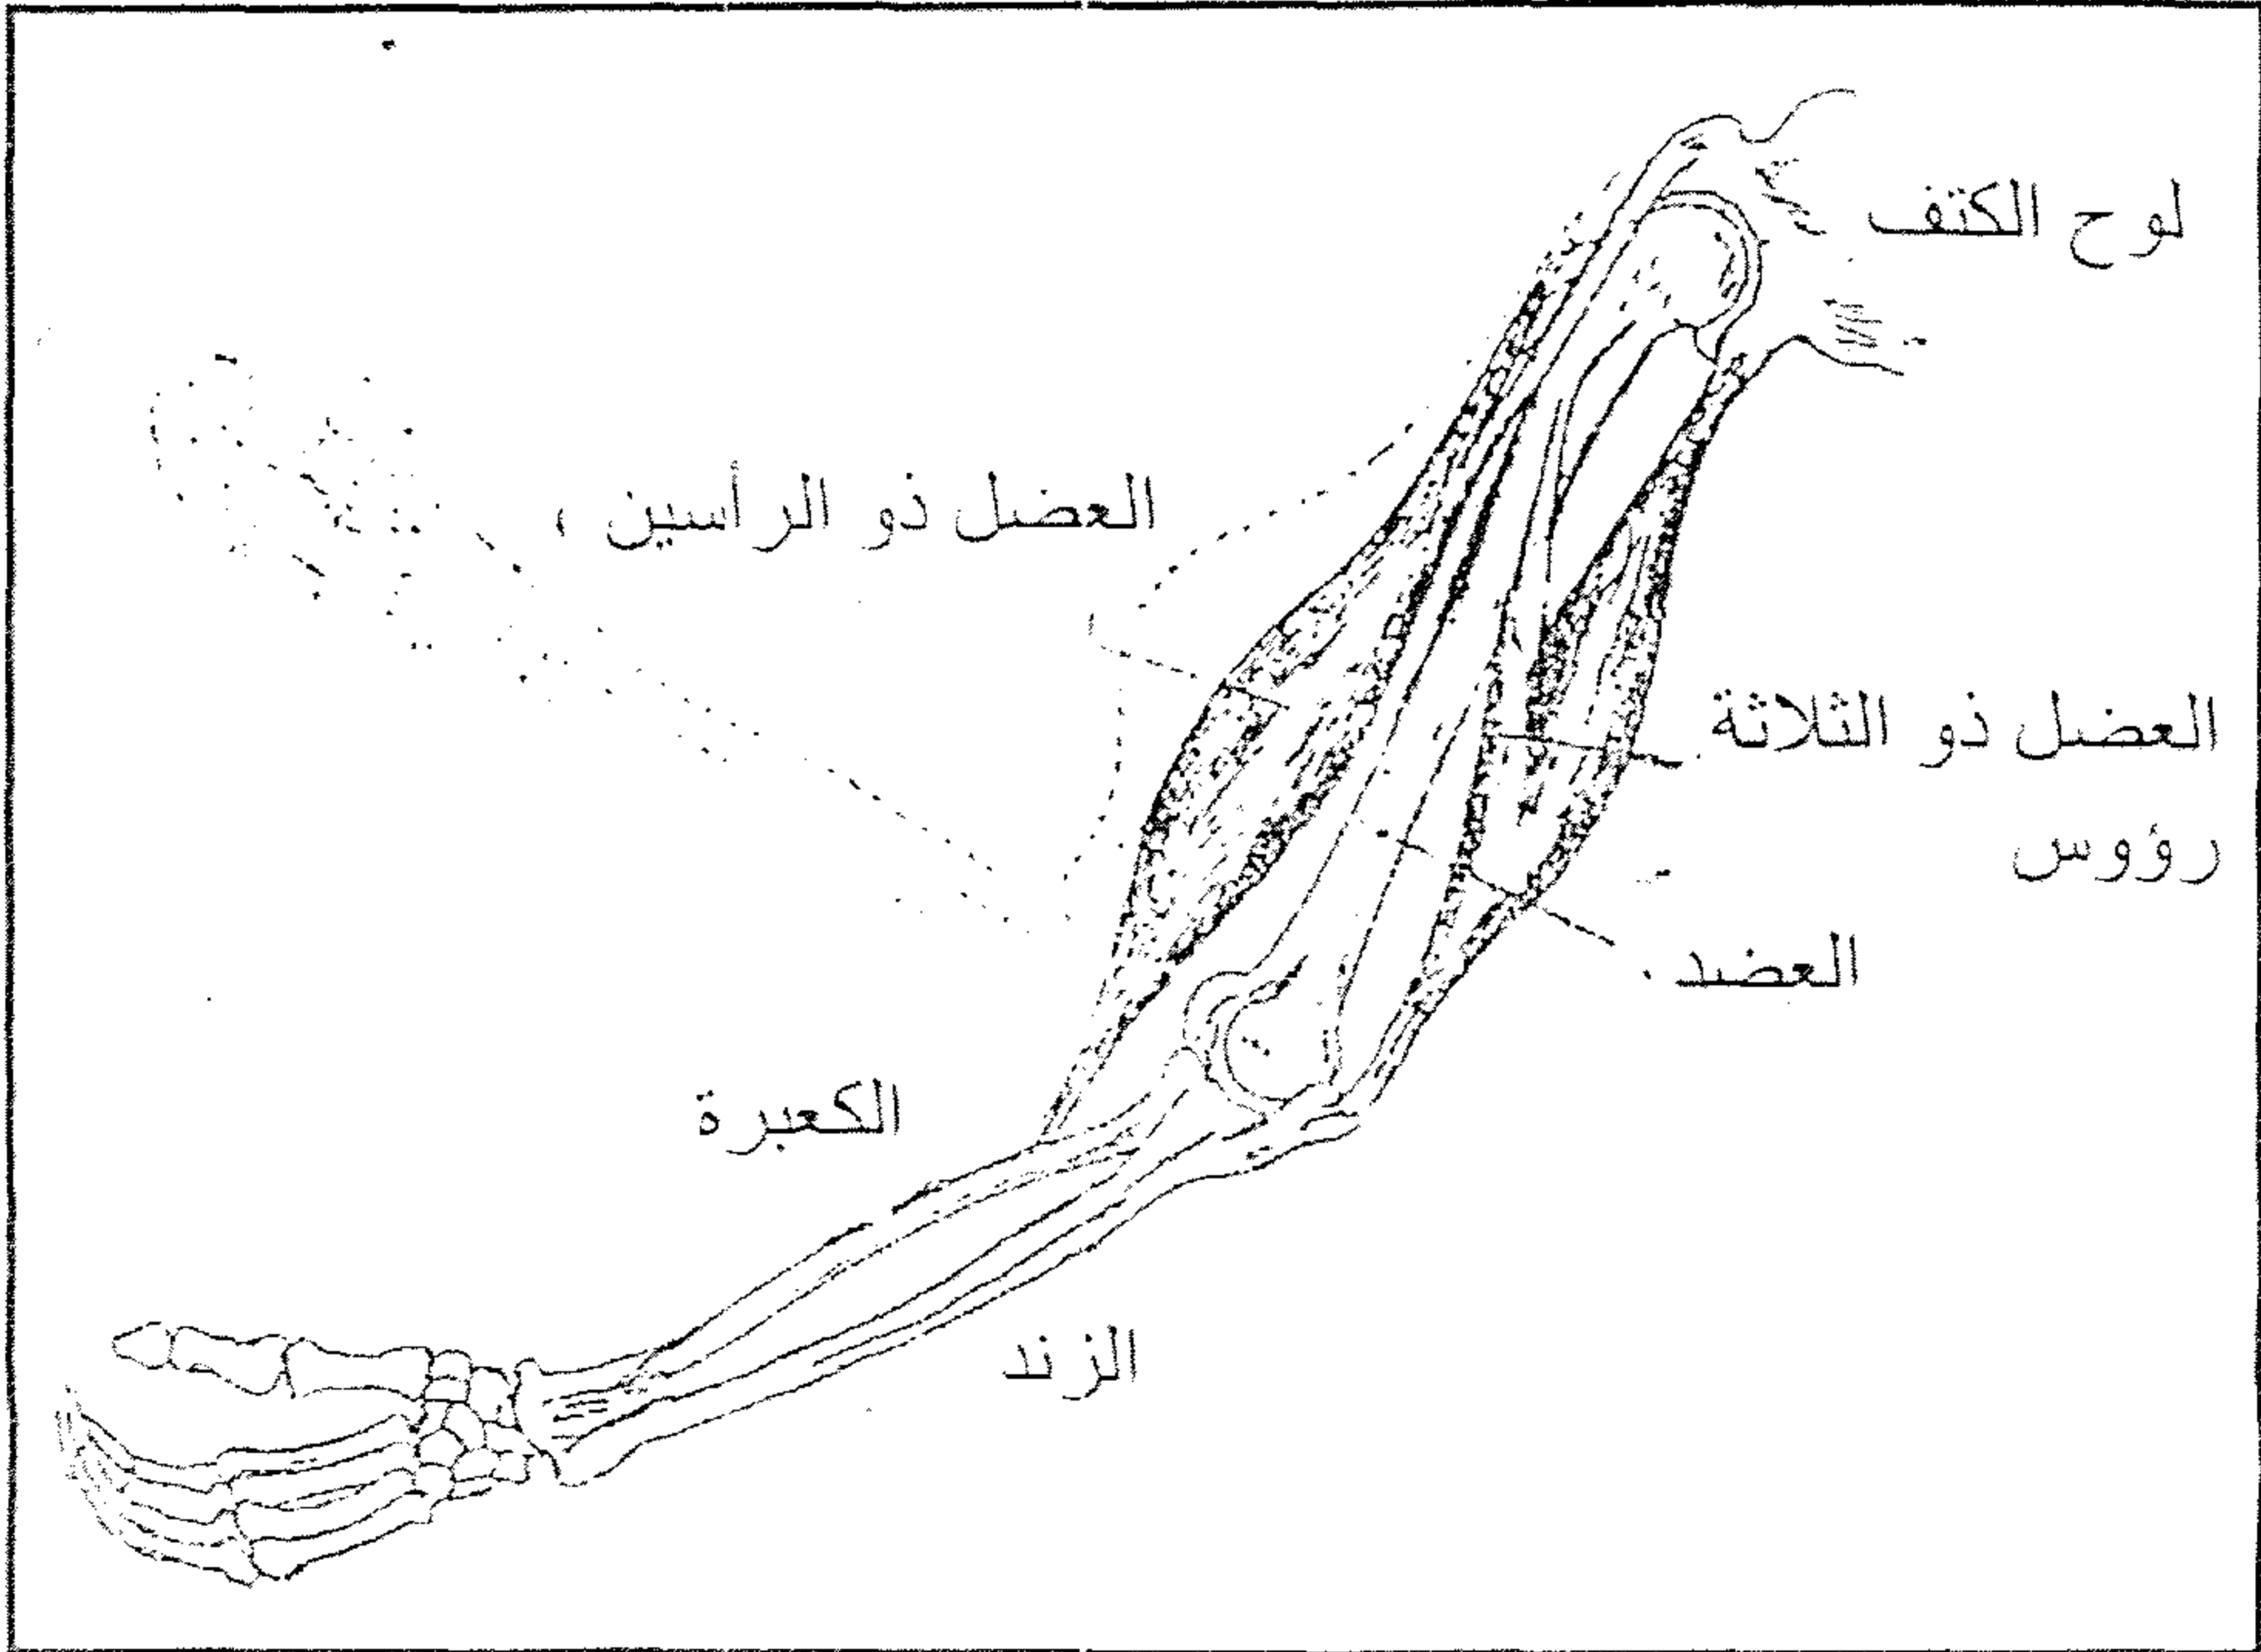 لوح الكتف
العضل ذو الرأسين
العضل ذو الثلاثة
رؤوس
العضد
الكعبرة
الزند